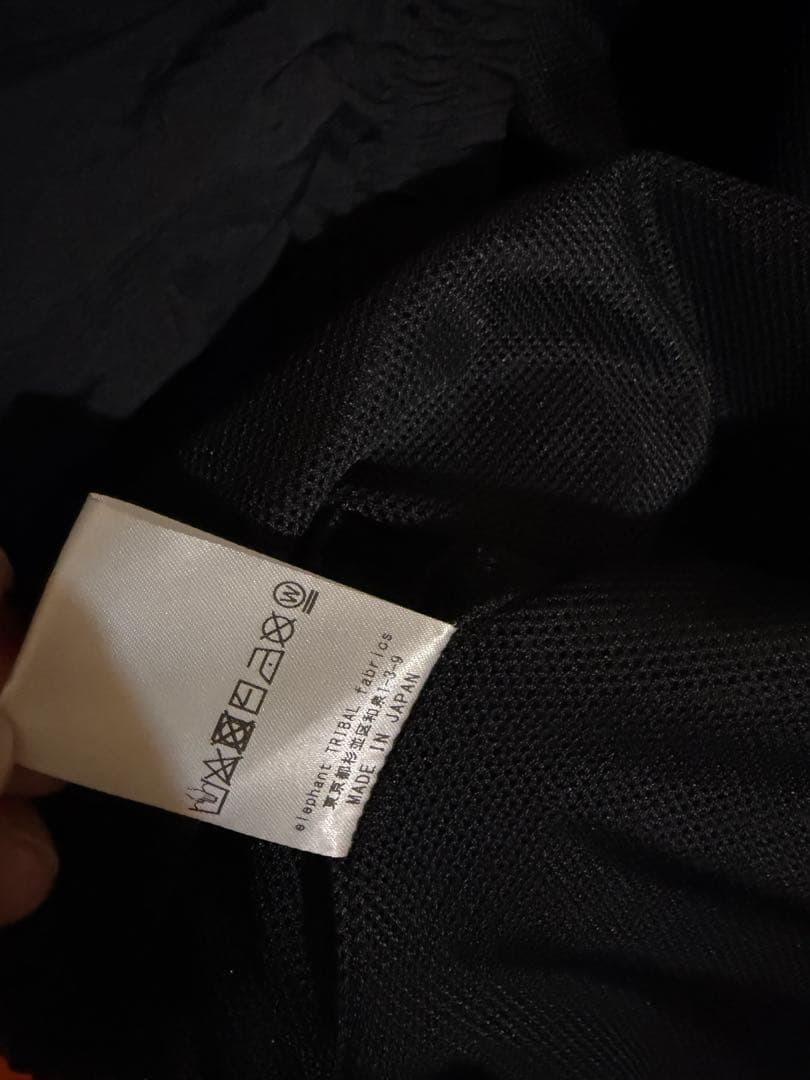 W
elephant TRIBAL fabrics
東京都杉並区和泉1-3-9
MADE IN JAPAN